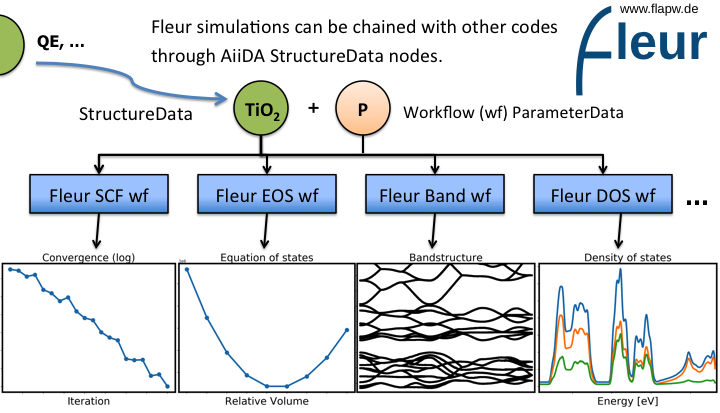 www.flapw.de
Fleur
QE, ...
Fleur simulations can be chained with other codes
through AiiDA StructureData nodes.
StructureData
TiO₂
+
P
Workflow (wf) ParameterData
Fleur SCF wf
Fleur EOS wf
Fleur Band wf
Fleur DOS wf
...
Convergence (log)
Equation of states
Bandstructure
Density of states
Iteration
Relative Volume
Energy [eV]